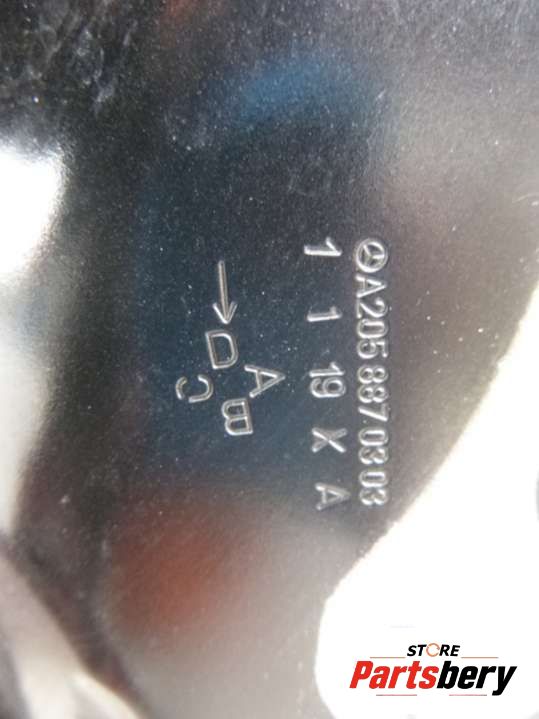 A205 887 03 03
1 1 19 X A
D A B C
STORE
Partsbery